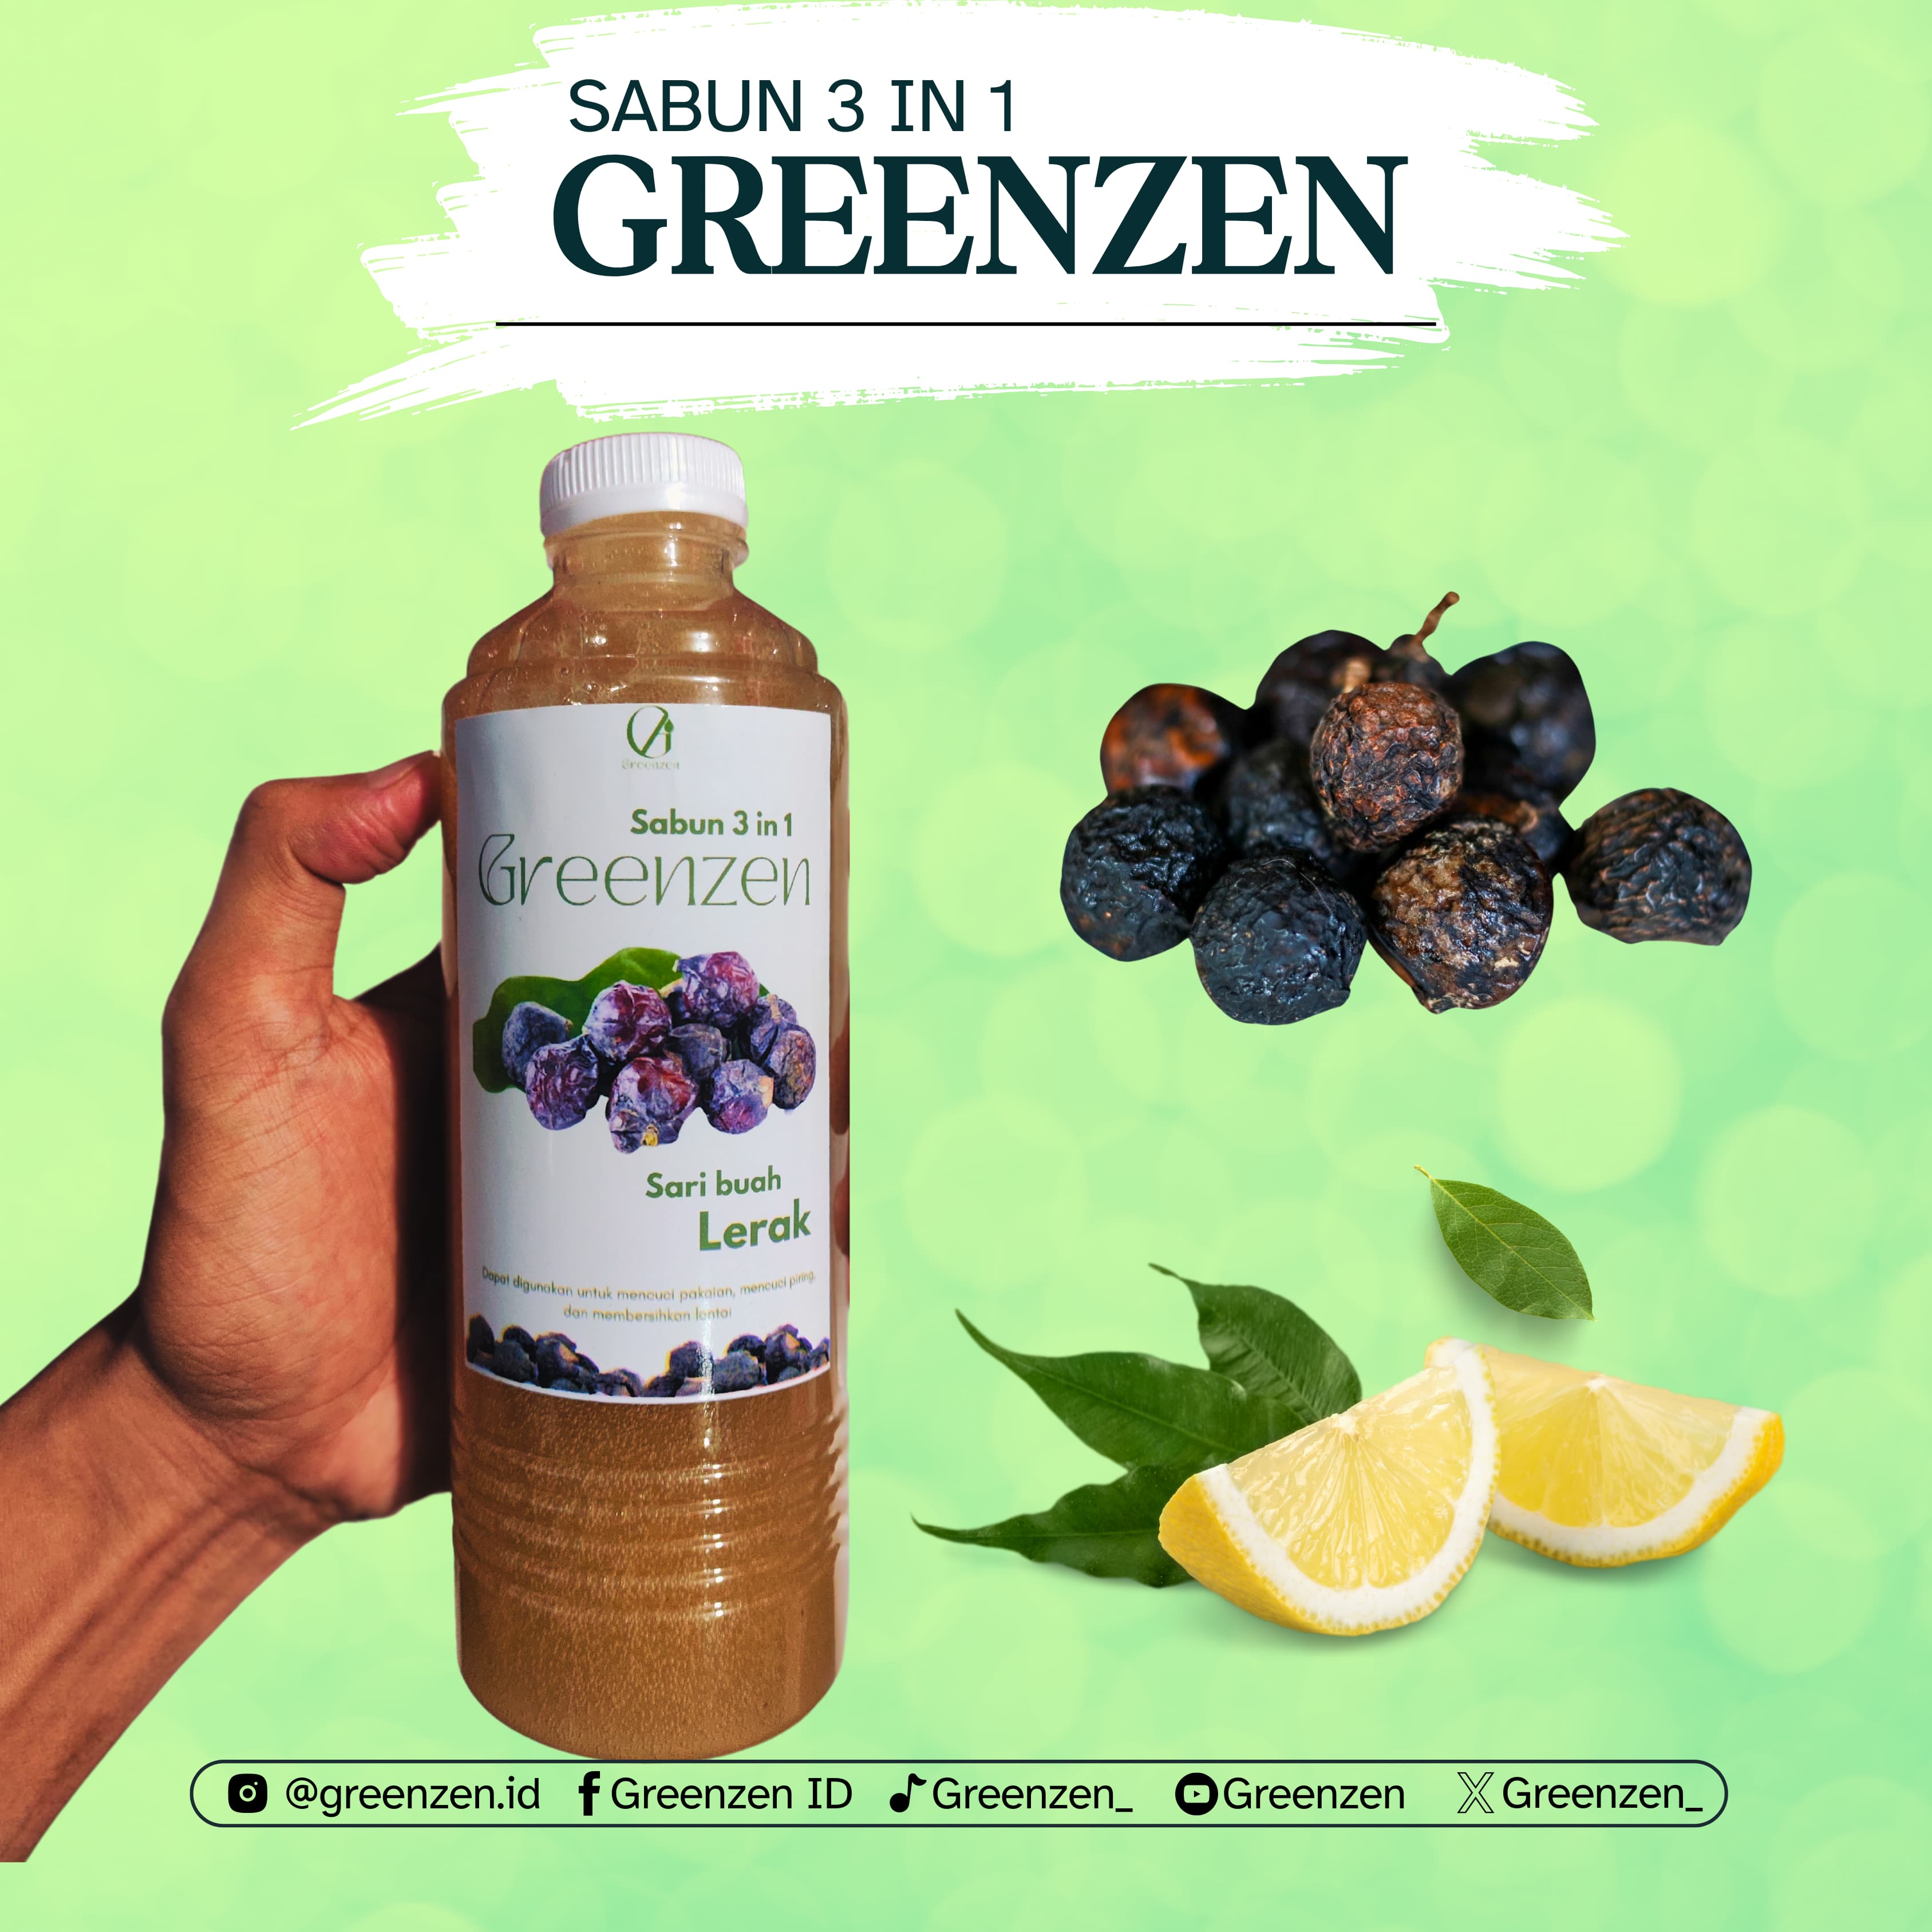 SABUN 3 IN 1
GREENZEN
Greenzen
Sabun 3 in 1
Greenzen
Sari buah
Lerak
Dapat digunakan untuk mencuci pakaian, mencuci piring,
dan membersihkan lantai
@greenzen.id Greenzen ID Greenzen_ Greenzen Greenzen_